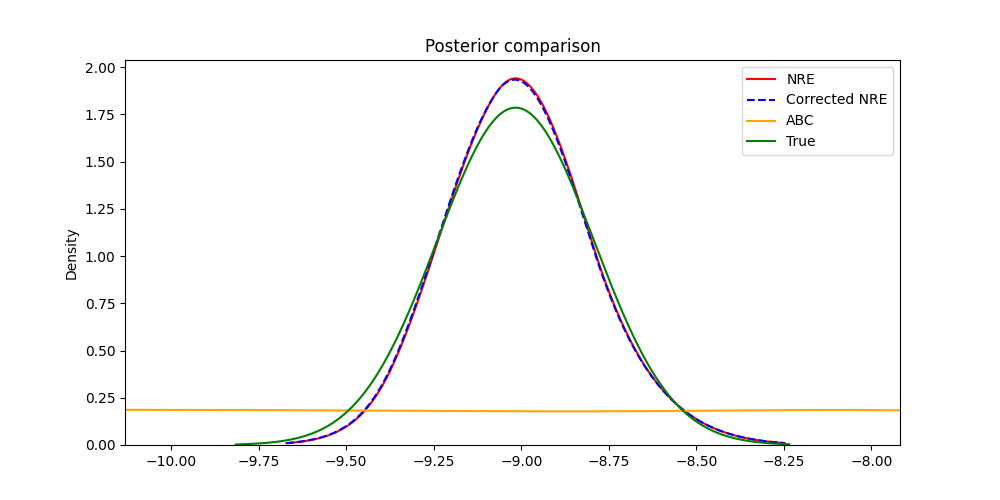 Posterior comparison
NRE
Corrected NRE
ABC
True
Density
2.00
1.75
1.50
1.25
1.00
0.75
0.50
0.25
0.00
−10.00 −9.75 −9.50 −9.25 −9.00 −8.75 −8.50 −8.25 −8.00